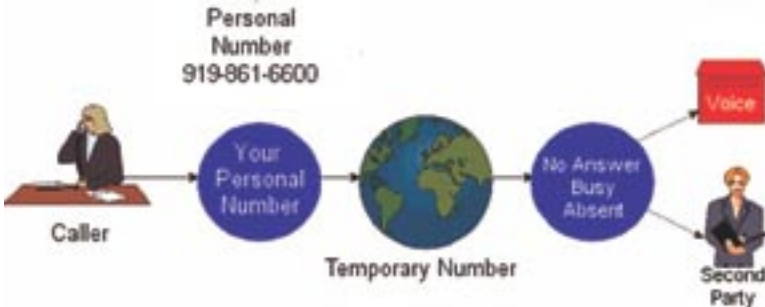 Personal
Number
919-861-6600
Caller
Your
Personal
Number
Temporary Number
No Answer
Busy
Absent
Voice
Second
Party